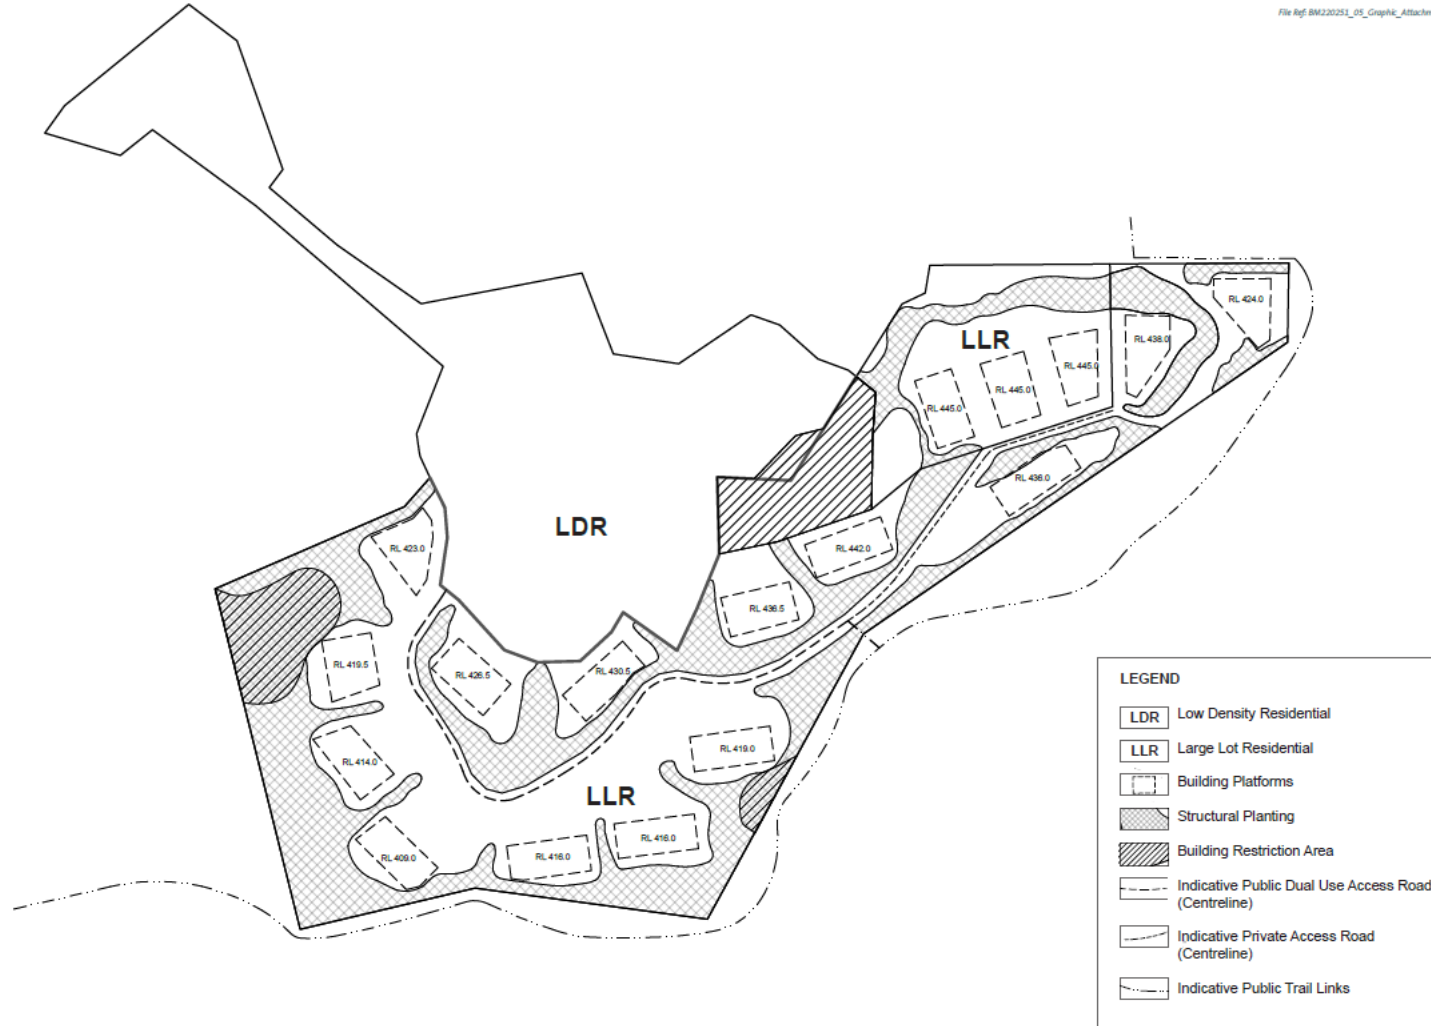 File Ref: BM220251_05_Graphic_Attachm
RL 424.0
LLR
RL 438.0
RL 445.0
RL 445.0
RL 445.0
RL 436.0
LDR
RL 442.0
RL 423.0
RL 436.5
RL 419.5
RL 426.5
RL 430.5
RL 419.0
RL 414.0
LLR
RL 416.0
RL 409.0
RL 416.0
LEGEND
LDR Low Density Residential
LLR Large Lot Residential
Building Platforms
Structural Planting
Building Restriction Area
Indicative Public Dual Use Access Road
(Centreline)
Indicative Private Access Road
(Centreline)
Indicative Public Trail Links